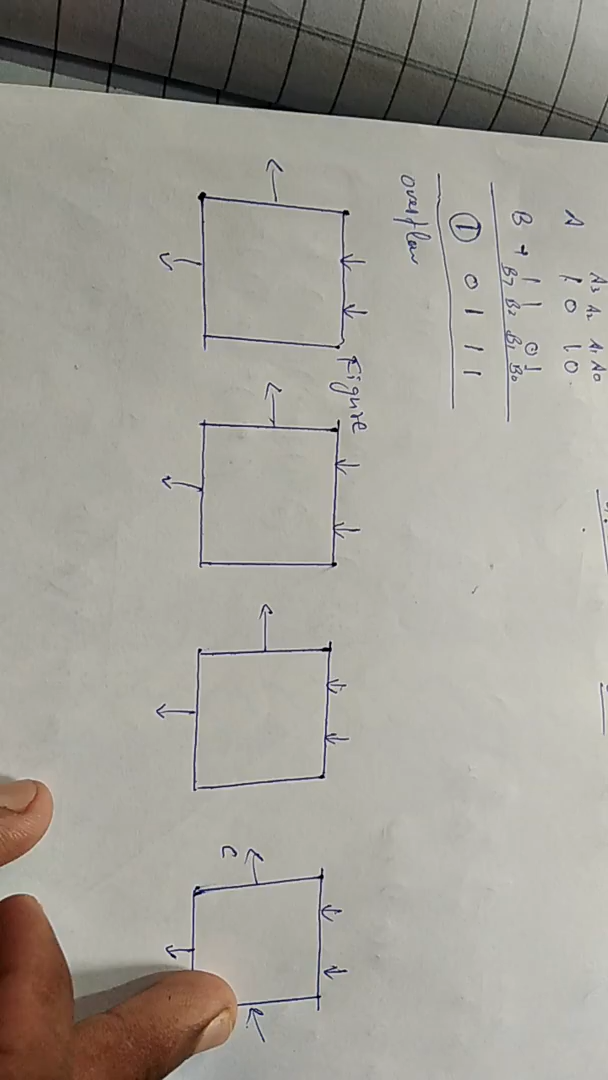 A3 A2 A1 A0
A 1 0 1 0
B + 1 1 0 1
B3 B2 B1 B0
① 0 1 1 1
overflow
Figure
C